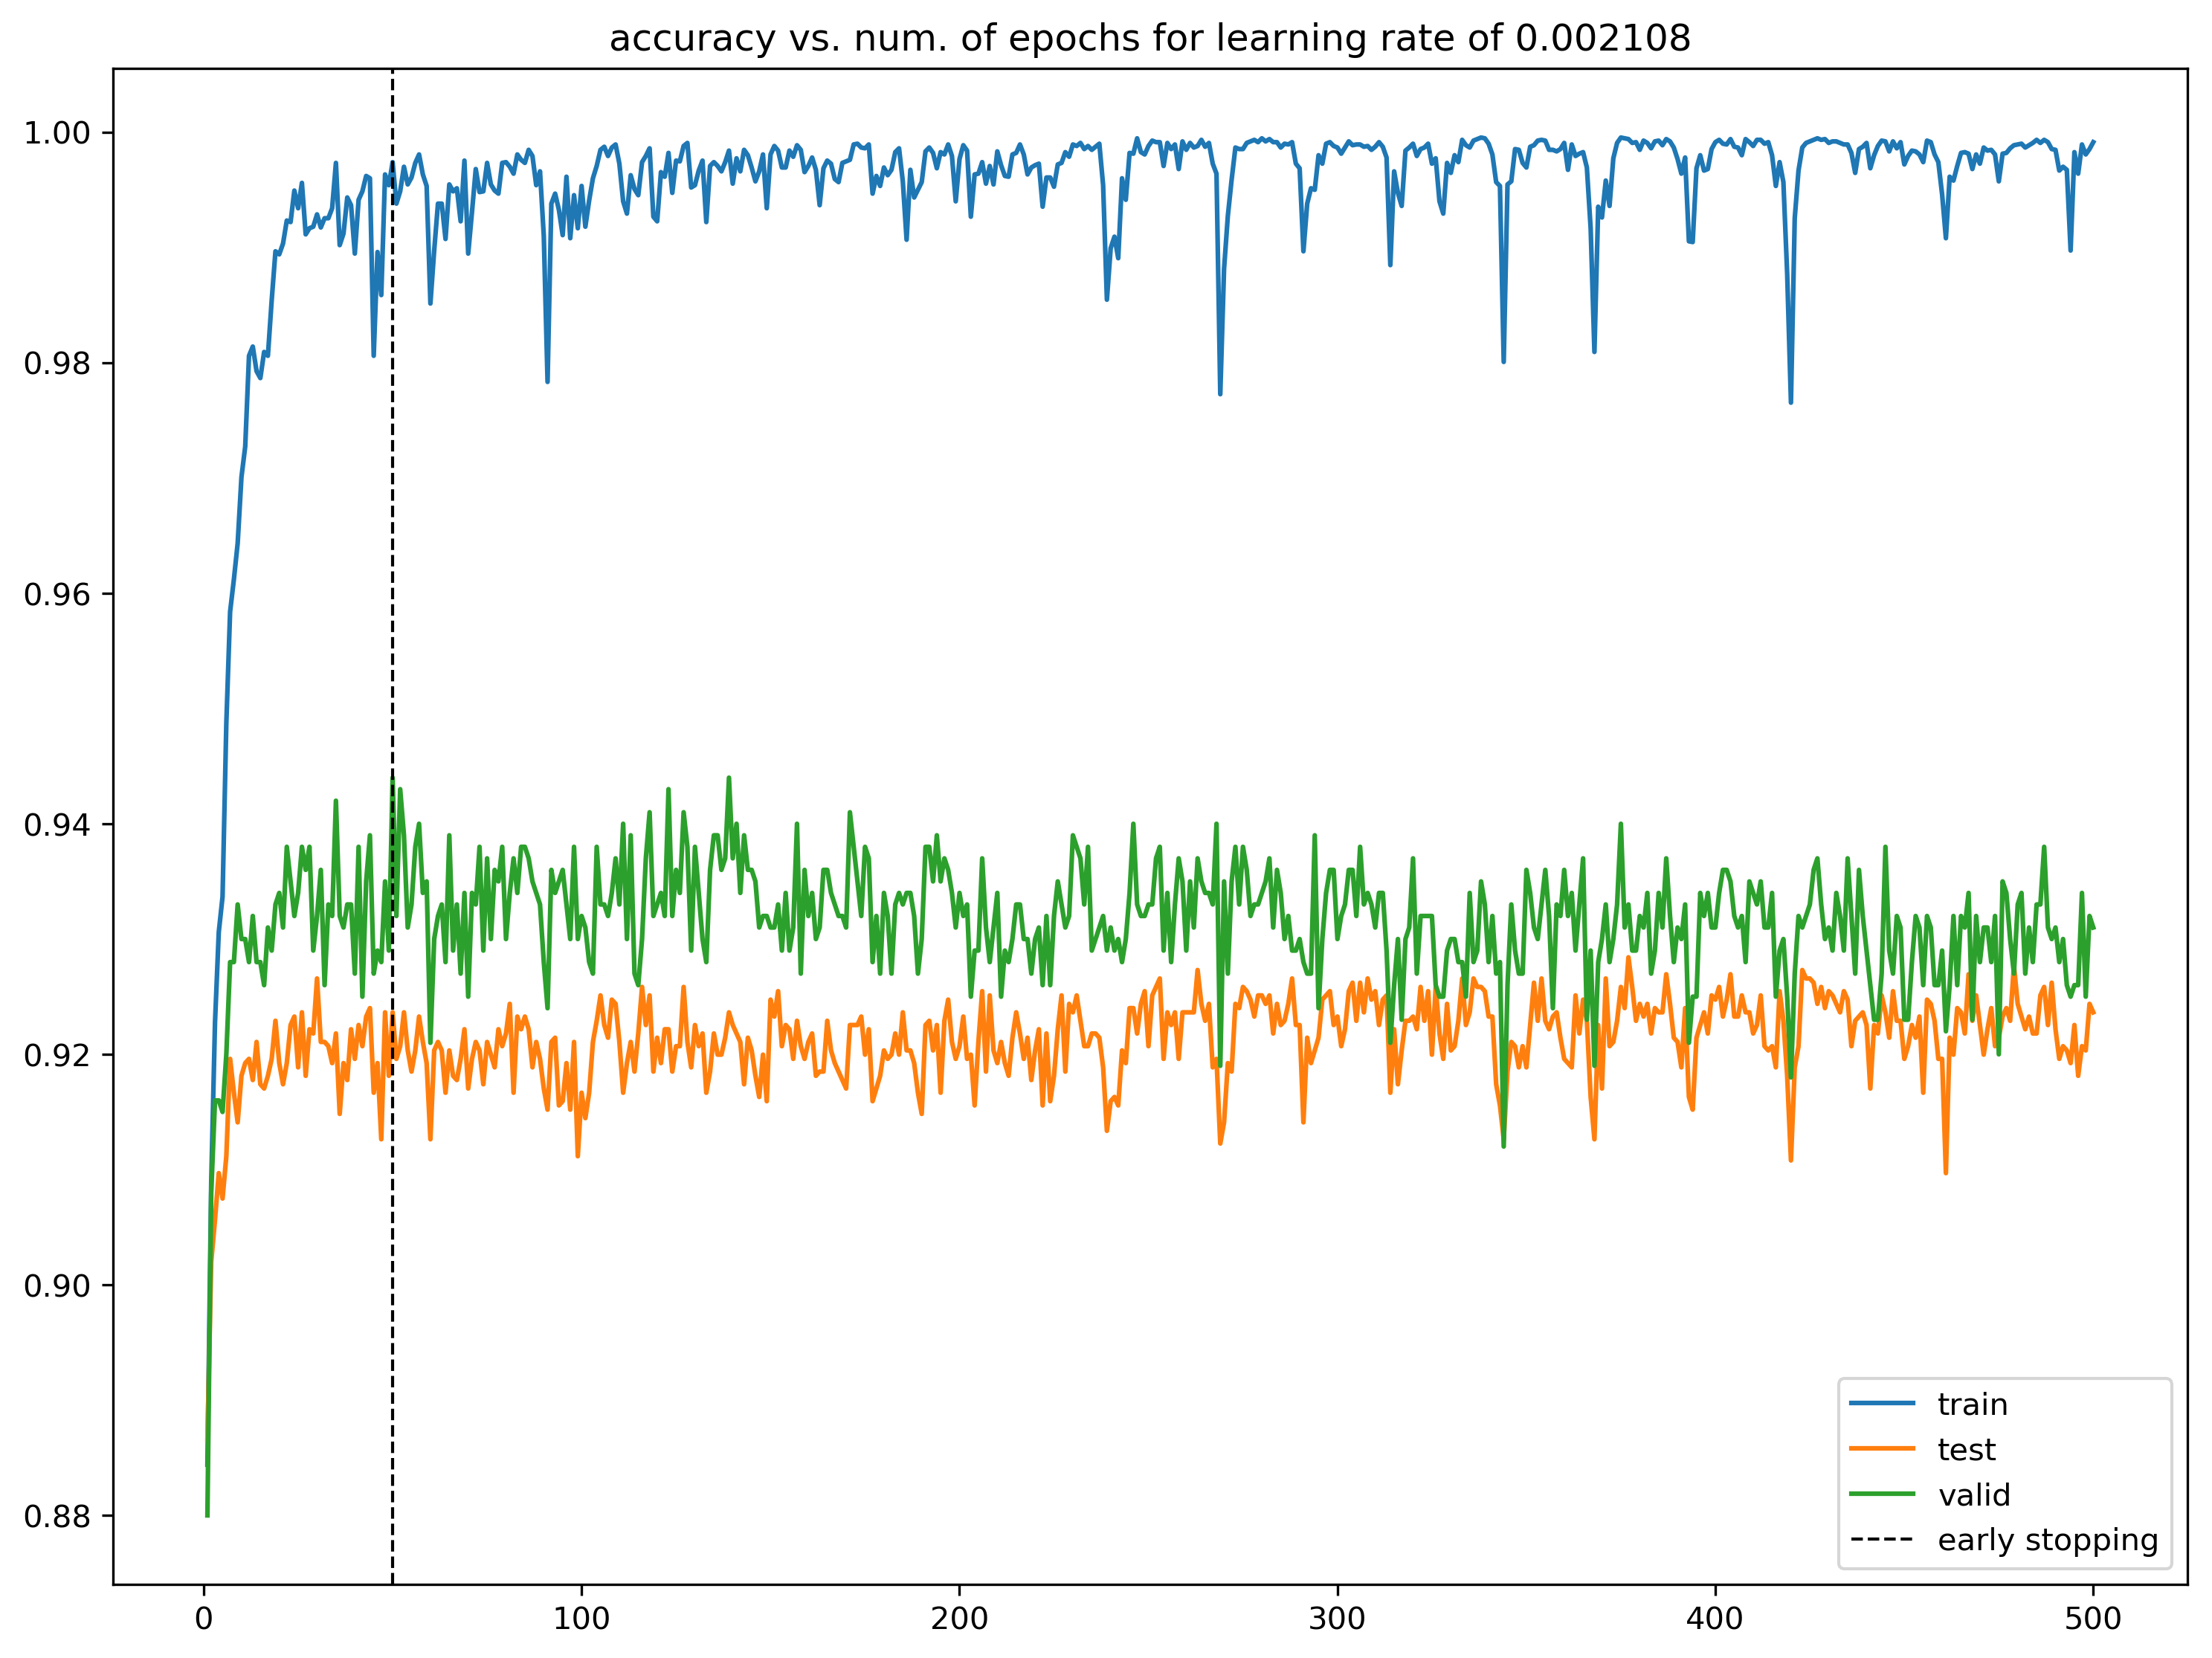 accuracy vs. num. of epochs for learning rate of 0.002108
1.00
0.98
0.96
0.94
0.92
0.90
0.88
0
100
200
300
400
500
train
test
valid
early stopping